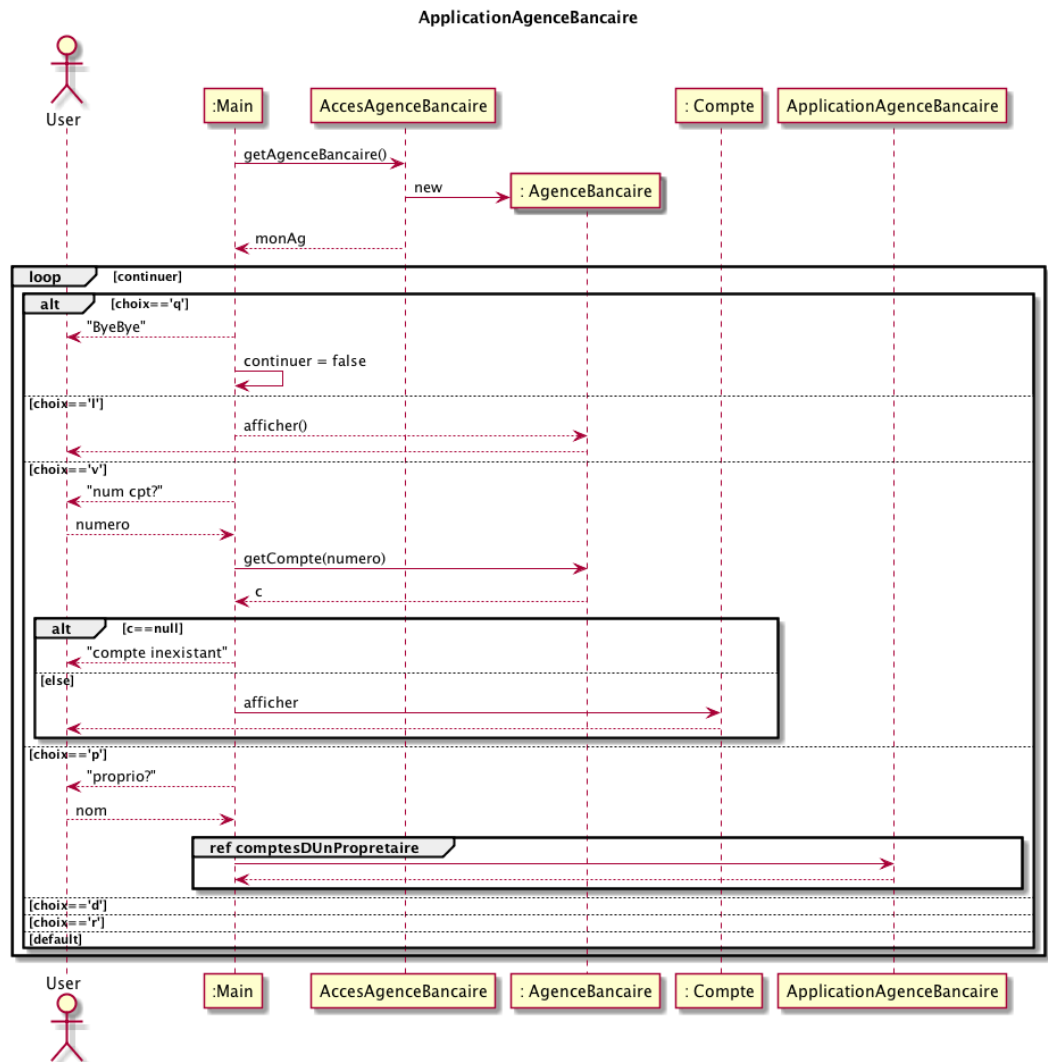 ApplicationAgenceBancaire
User
:Main
AccesAgenceBancaire
: Compte
ApplicationAgenceBancaire
getAgenceBancaire()
new
: AgenceBancaire
monAg
loop [continuer]
alt [choix=='q']
"ByeBye"
continuer = false
[choix=='l']
afficher()
[choix=='v']
"num cpt?"
numero
getCompte(numero)
c
alt [c==null]
"compte inexistant"
[else]
afficher
[choix=='p']
"proprio?"
nom
ref comptesDUnPropretaire
[choix=='d']
[choix=='r']
[default]
User
:Main
AccesAgenceBancaire
: AgenceBancaire
: Compte
ApplicationAgenceBancaire